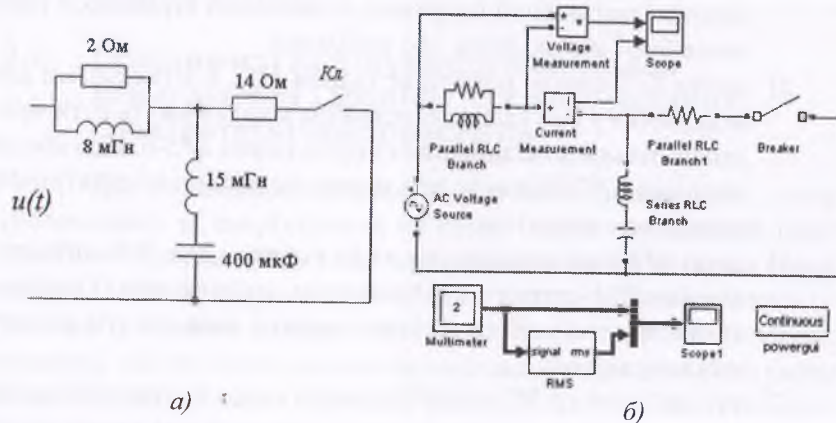 2 Ом
8 мГн
14 Ом
Кл
15 мГн
400 мкФ
u(t)
а)
Voltage
Measurement
Scope
Parallel RLC
Branch
Current
Measurement
Parallel RLC
Branch1
Breaker
AC Voltage
Source
Series RLC
Branch
2
Multimeter
signal rms
RMS
Scope1
Continuous
powergui
б)